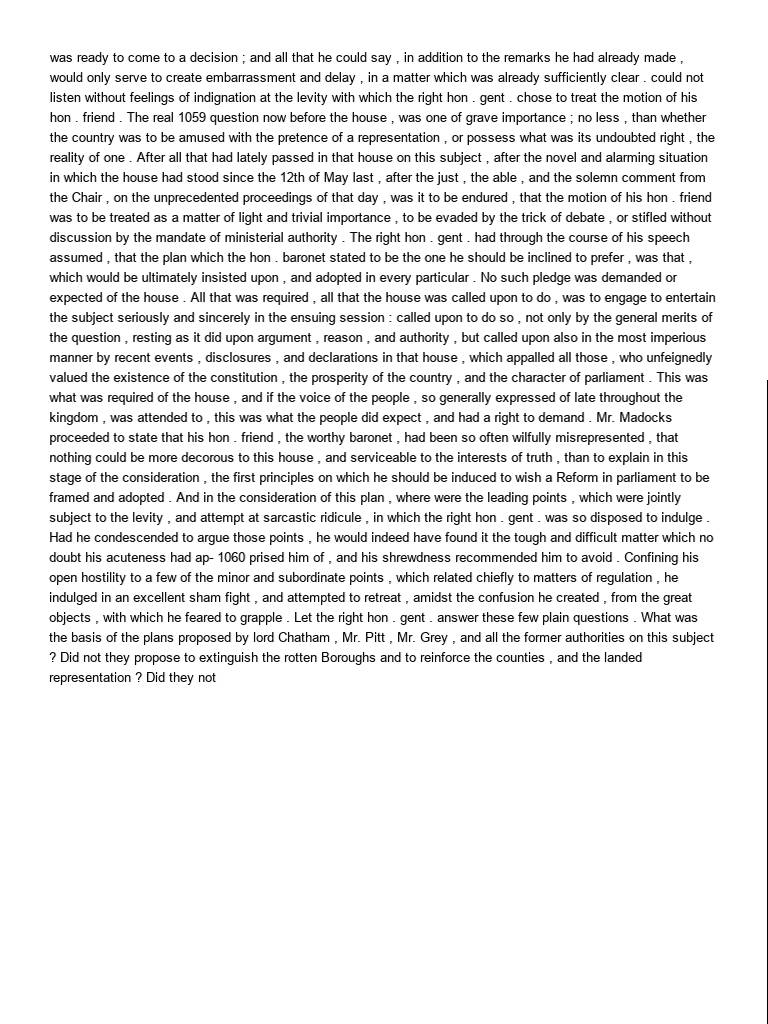 was ready to come to a decision ; and all that he could say , in addition to the remarks he had already made ,
would only serve to create embarrassment and delay , in a matter which was already sufficiently clear . could not
listen without feelings of indignation at the levity with which the right hon . gent . chose to treat the motion of his
hon . friend . The real 1059 question now before the house , was one of grave importance ; no less , than whether
the country was to be amused with the pretence of a representation , or possess what was its undoubted right , the
reality of one . After all that had lately passed in that house on this subject , after the novel and alarming situation
in which the house had stood since the 12th of May last , after the just , the able , and the solemn comment from
the Chair , on the unprecedented proceedings of that day , was it to be endured , that the motion of his hon . friend
was to be treated as a matter of light and trivial importance , to be evaded by the trick of debate , or stifled without
discussion by the mandate of ministerial authority . The right hon . gent . had through the course of his speech
assumed , that the plan which the hon . baronet stated to be the one he should be inclined to prefer , was that ,
which would be ultimately insisted upon , and adopted in every particular . No such pledge was demanded or
expected of the house . All that was required , all that the house was called upon to do , was to engage to entertain
the subject seriously and sincerely in the ensuing session : called upon to do so , not only by the general merits of
the question , resting as it did upon argument , reason , and authority , but called upon also in the most imperious
manner by recent events , disclosures , and declarations in that house , which appalled all those , who unfeignedly
valued the existence of the constitution , the prosperity of the country , and the character of parliament . This was
what was required of the house , and if the voice of the people , so generally expressed of late throughout the
kingdom , was attended to , this was what the people did expect , and had a right to demand . Mr. Madocks
proceeded to state that his hon . friend , the worthy baronet , had been so often wilfully misrepresented , that
nothing could be more decorous to this house , and serviceable to the interests of truth , than to explain in this
stage of the consideration , the first principles on which he should be induced to wish a Reform in parliament to be
framed and adopted . And in the consideration of this plan , where were the leading points , which were jointly
subject to the levity , and attempt at sarcastic ridicule , in which the right hon . gent . was so disposed to indulge .
Had he condescended to argue those points , he would indeed have found it the tough and difficult matter which no
doubt his acuteness had ap- 1060 prised him of , and his shrewdness recommended him to avoid . Confining his
open hostility to a few of the minor and subordinate points , which related chiefly to matters of regulation , he
indulged in an excellent sham fight , and attempted to retreat , amidst the confusion he created , from the great
objects , with which he feared to grapple . Let the right hon . gent . answer these few plain questions . What was
the basis of the plans proposed by lord Chatham , Mr. Pitt , Mr. Grey , and all the former authorities on this subject
? Did not they propose to extinguish the rotten Boroughs and to reinforce the counties , and the landed
representation ? Did they not